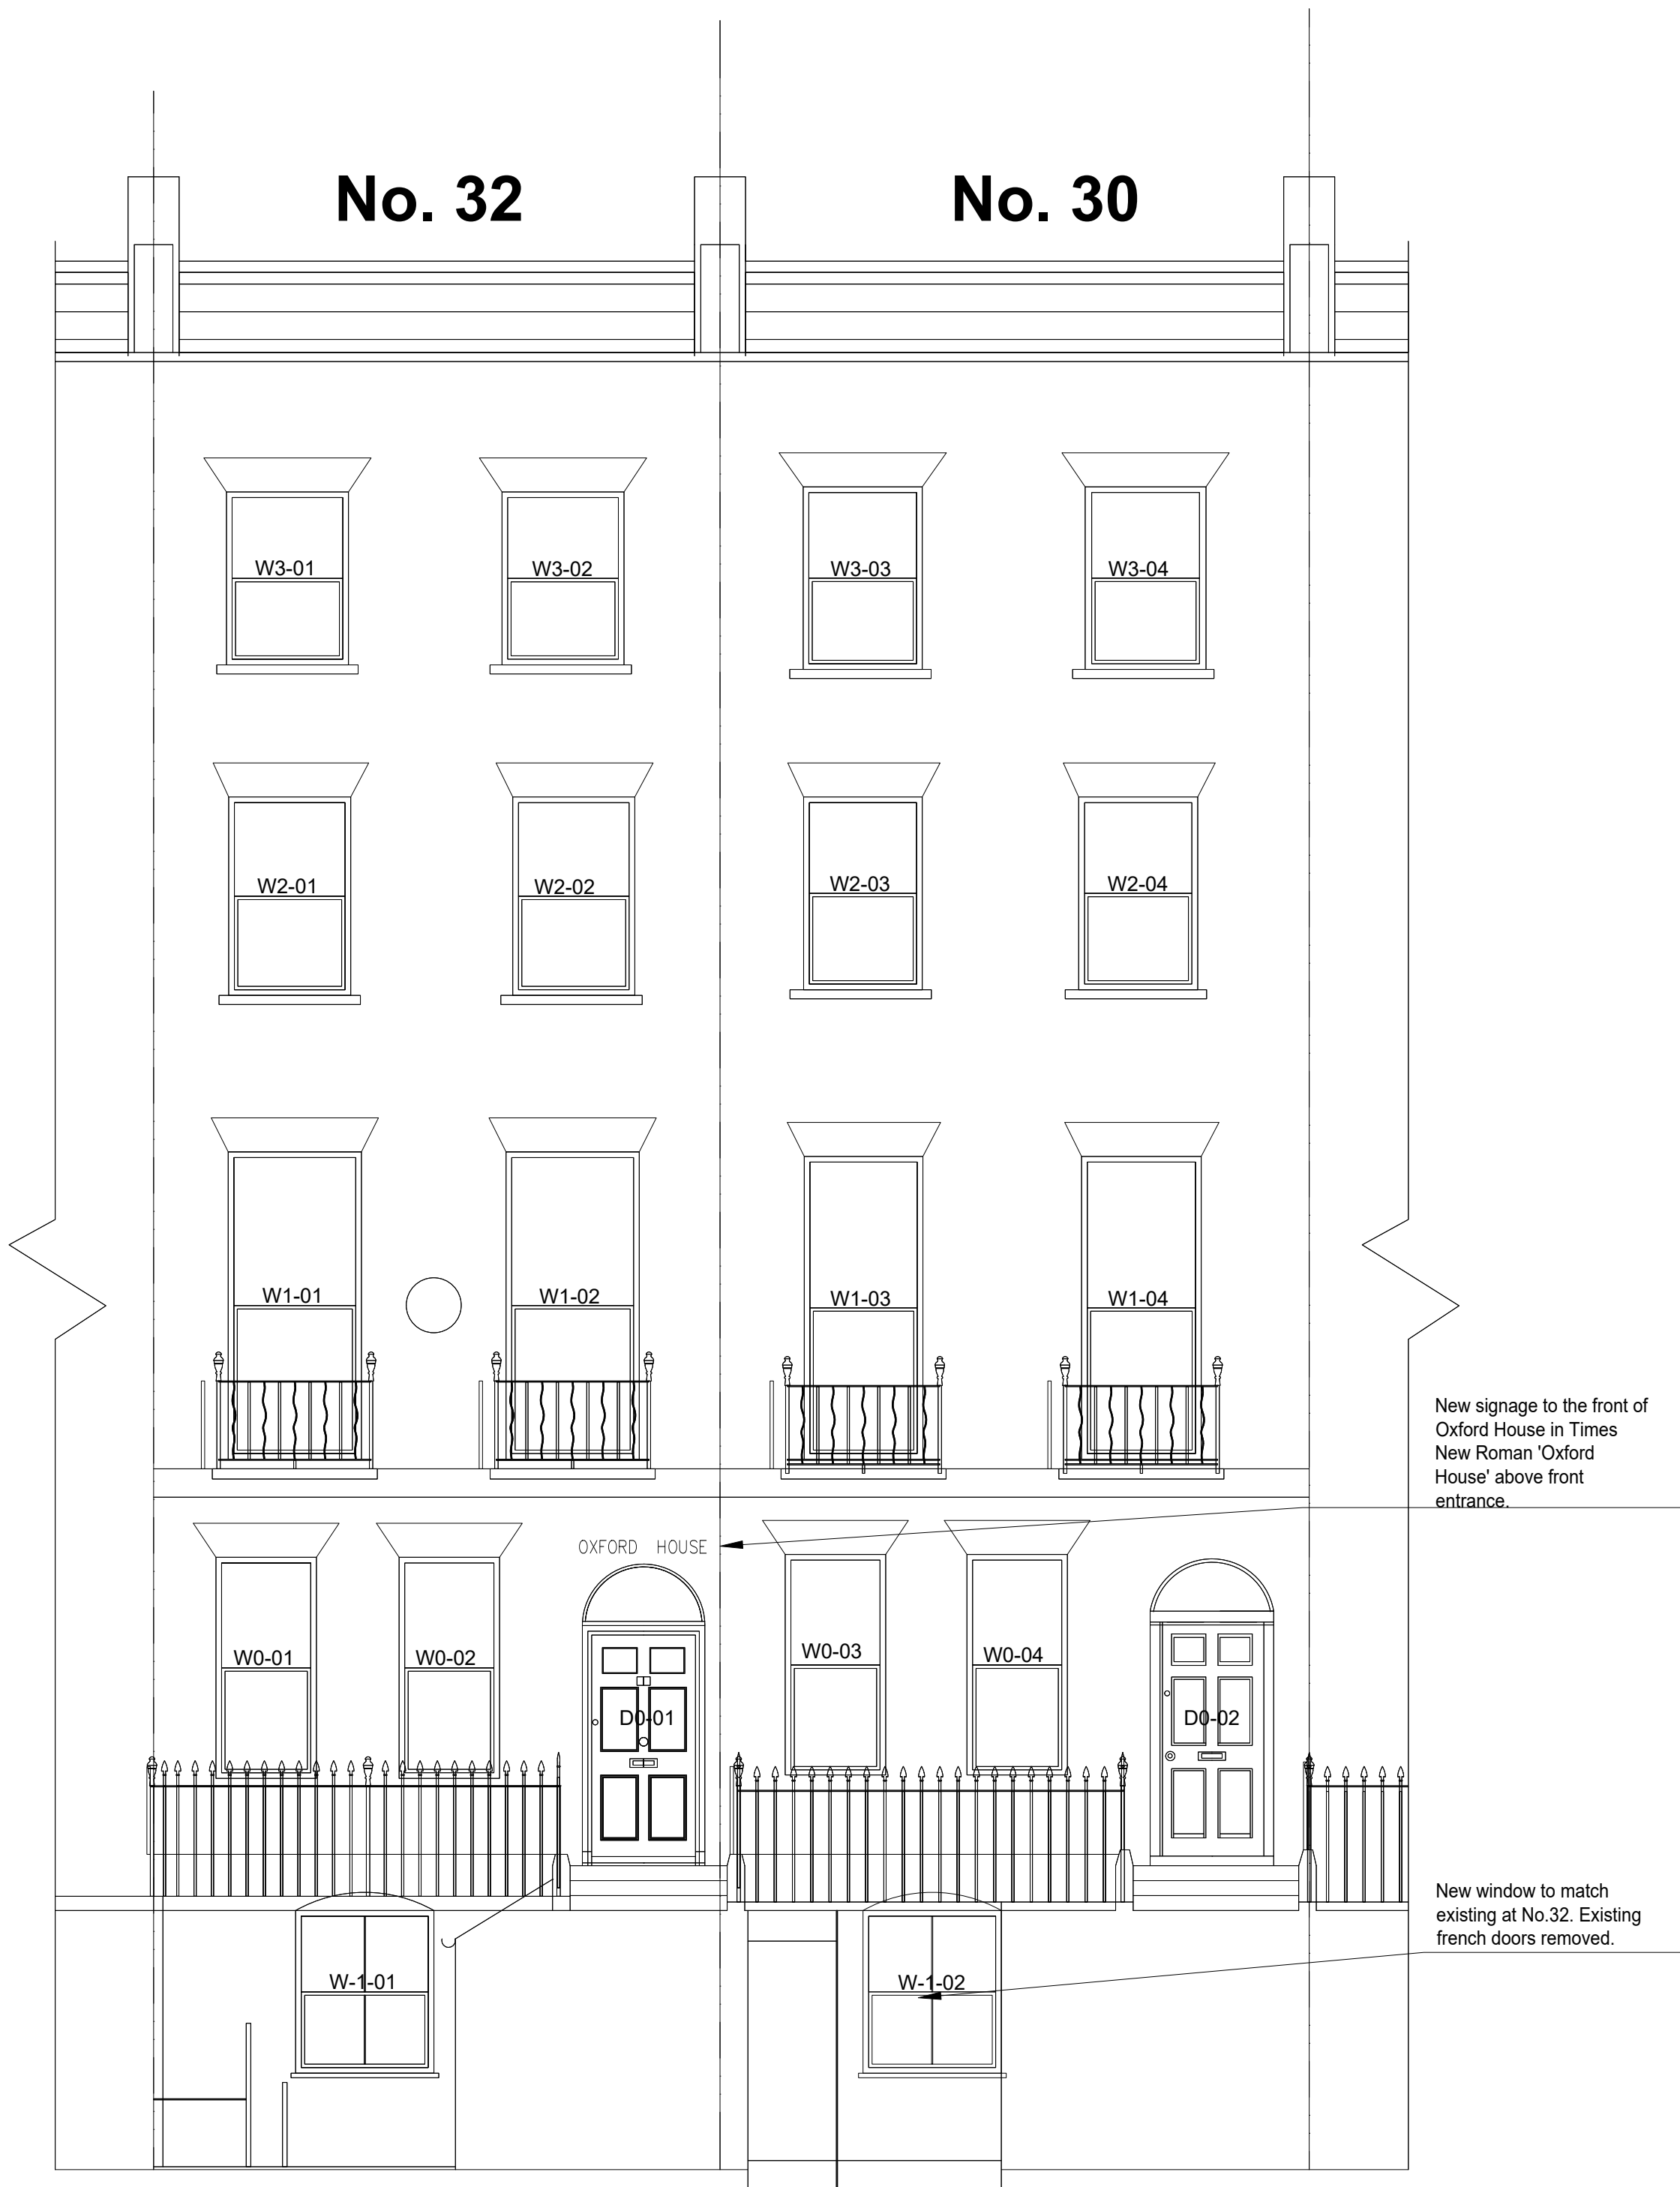 No. 32
No. 30
W3-01
W3-02
W3-03
W3-04
W2-01
W2-02
W2-03
W2-04
W1-01
W1-02
W1-03
W1-04
New signage to the front of
Oxford House in Times
New Roman 'Oxford
House' above front
entrance.
OXFORD HOUSE
W0-01
W0-02
W0-03
W0-04
D0-01
D0-02
New window to match
existing at No.32. Existing
french doors removed.
W-1-01
W-1-02